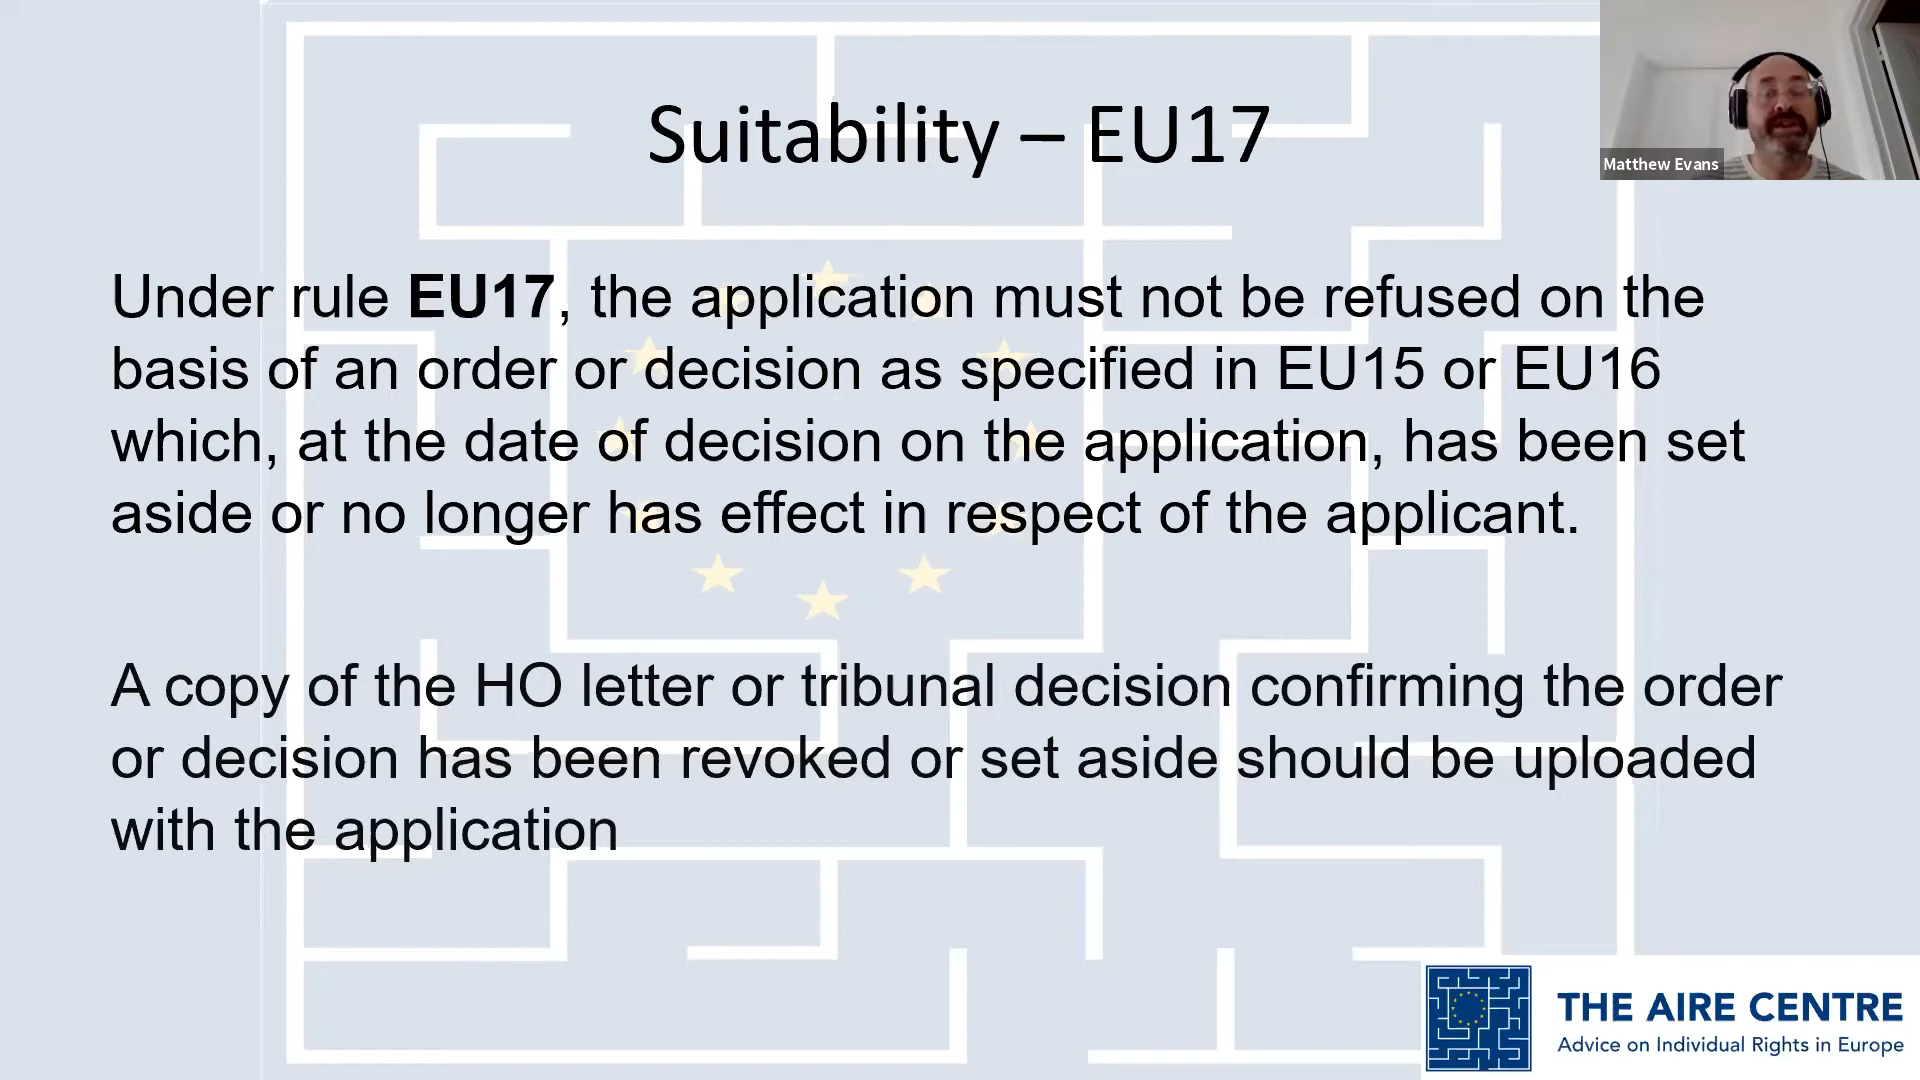 Suitability – EU17
Matthew Evans
Under rule EU17, the application must not be refused on the
basis of an order or decision as specified in EU15 or EU16
which, at the date of decision on the application, has been set
aside or no longer has effect in respect of the applicant.
A copy of the HO letter or tribunal decision confirming the order
or decision has been revoked or set aside should be uploaded
with the application
THE AIRE CENTRE
Advice on Individual Rights in Europe